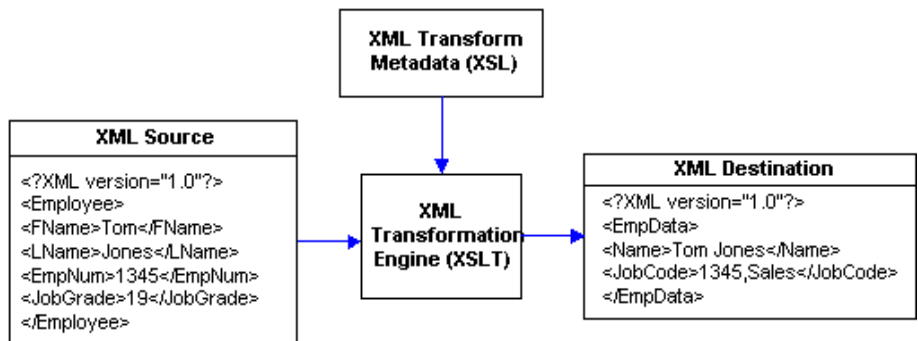 XML Transform
Metadata (XSL)
XML Source
<?XML version="1.0"?>
<Employee>
<FName>Tom</FName>
<LName>Jones</LName>
<EmpNum>1345</EmpNum>
<JobGrade>19</JobGrade>
</Employee>
XML
Transformation
Engine (XSLT)
XML Destination
<?XML version="1.0"?>
<EmpData>
<Name>Tom Jones</Name>
<JobCode>1345,Sales</JobCode>
</EmpData>